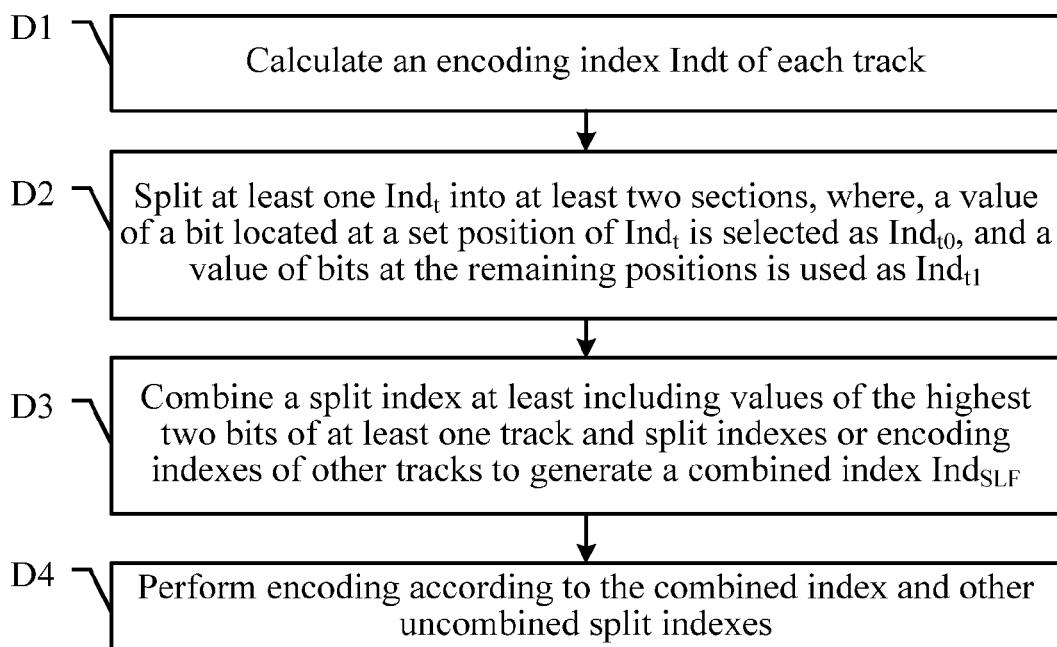 D1
Calculate an encoding index Indt of each track
D2
Split at least one Indt into at least two sections, where, a value
of a bit located at a set position of Indt is selected as Indt0, and a
value of bits at the remaining positions is used as Indt1
D3
Combine a split index at least including values of the highest
two bits of at least one track and split indexes or encoding
indexes of other tracks to generate a combined index IndSLF
D4
Perform encoding according to the combined index and other
uncombined split indexes